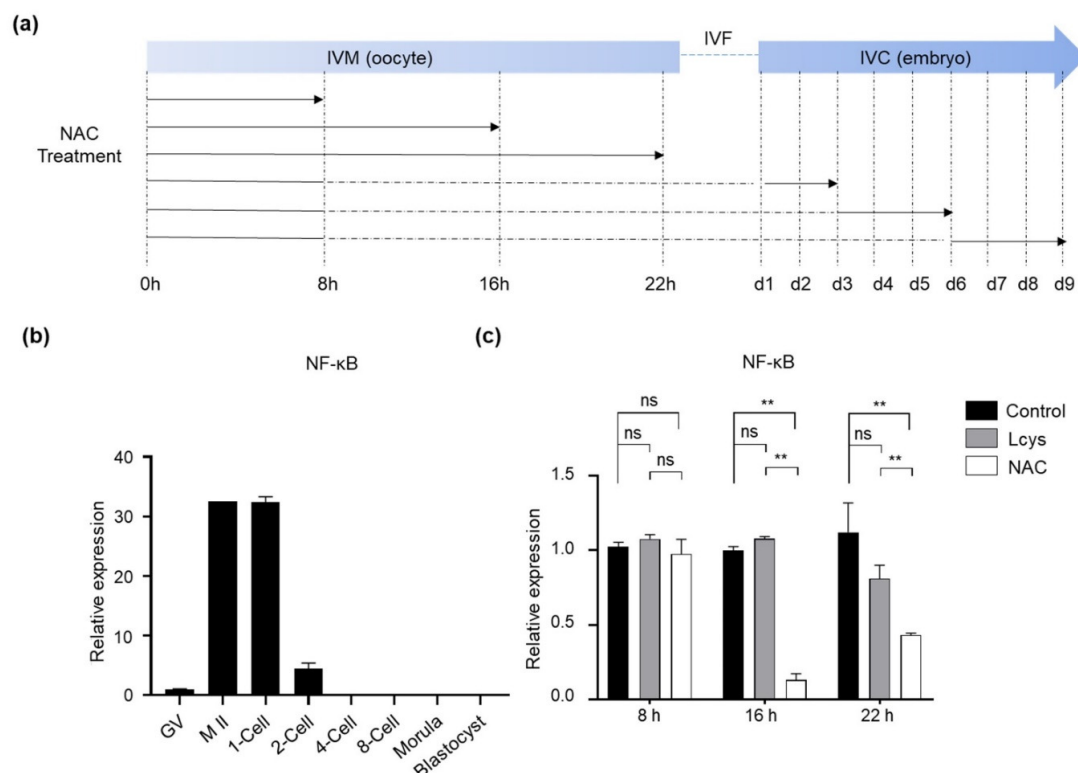 (a)
IVM (oocyte)
IVF
IVC (embryo)
NAC
Treatment
0h
8h
16h
22h
d1
d2
d3
d4
d5
d6
d7
d8
d9
(b)
NF-κB
Relative expression
40
30
20
10
0
GV
M II
1-Cell
2-Cell
4-Cell
8-Cell
Morula
Blastocyst
(c)
NF-κB
Control
Lcys
NAC
ns
ns
ns
**
ns
**
**
ns
**
Relative expression
1.5
1.0
0.5
0.0
8 h
16 h
22 h